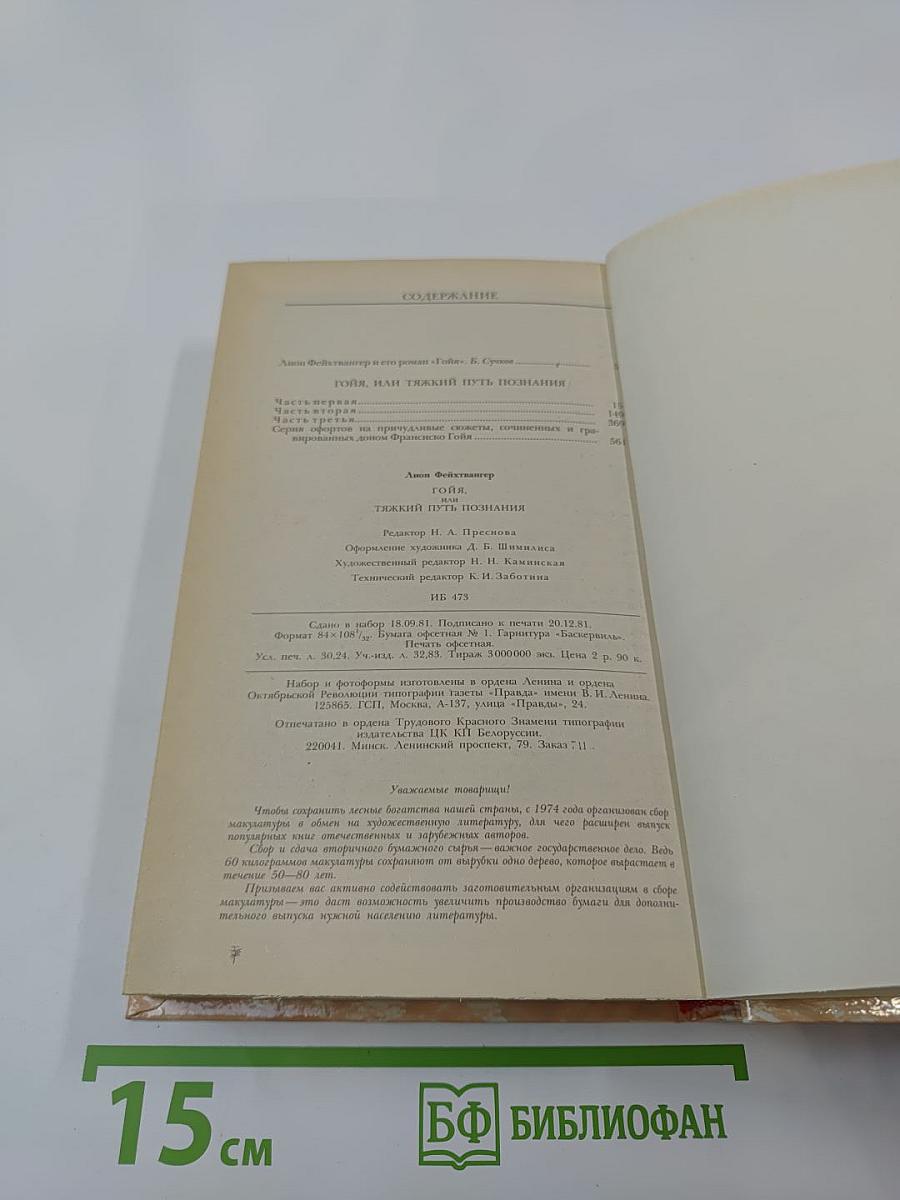 СОДЕРЖАНИЕ
Лион Фейхтвангер и его роман «Гойя». Б. Сучков 5
ГОЙЯ, ИЛИ ТЯЖКИЙ ПУТЬ ПОЗНАНИЯ
Часть первая 15
Часть вторая 149
Часть третья 369
Серия офортов на причудливые сюжеты, сочиненных и гра-
вированных доном Франсиско Гойя 561
Лион Фейхтвангер
ГОЙЯ,
или
ТЯЖКИЙ ПУТЬ ПОЗНАНИЯ
Редактор Н. А. Преснова
Оформление художника Д. Б. Шимилиса
Художественный редактор Н. Н. Каминская
Технический редактор К. И. Заботина
ИБ 473
Сдано в набор 18.09.81. Подписано к печати 20.12.81.
Формат 84×108 1/32. Бумага офсетная № 1. Гарнитура «Баскервиль».
Печать офсетная.
Усл. печ. л. 30,24. Уч.-изд. л. 32,83. Тираж 3000000 экз. Цена 2 р. 90 к.
Набор и фотоформы изготовлены в ордена Ленина и ордена
Октябрьской Революции типографии газеты «Правда» имени В. И. Ленина.
125865. ГСП, Москва, А-137, улица «Правды», 24.
Отпечатано в ордена Трудового Красного Знамени типографии
издательства ЦК КП Белоруссии.
220041. Минск. Ленинский проспект, 79. Заказ
Уважаемые товарищи!
Чтобы сохранить лесные богатства нашей страны, с 1974 года организован сбор
макулатуры в обмен на художественную литературу, для чего расширен выпуск
популярных книг отечественных и зарубежных авторов.
Сбор и сдача вторичного бумажного сырья — важное государственное дело. Ведь
60 килограммов макулатуры сохраняют от вырубки одно дерево, которое вырастает в
течение 50—80 лет.
Призываем вас активно содействовать заготовительным организациям в сборе
макулатуры — это даст возможность увеличить производство бумаги для дополни-
тельного выпуска нужной населению литературы.
15 см
БФ БИБЛИОФАН